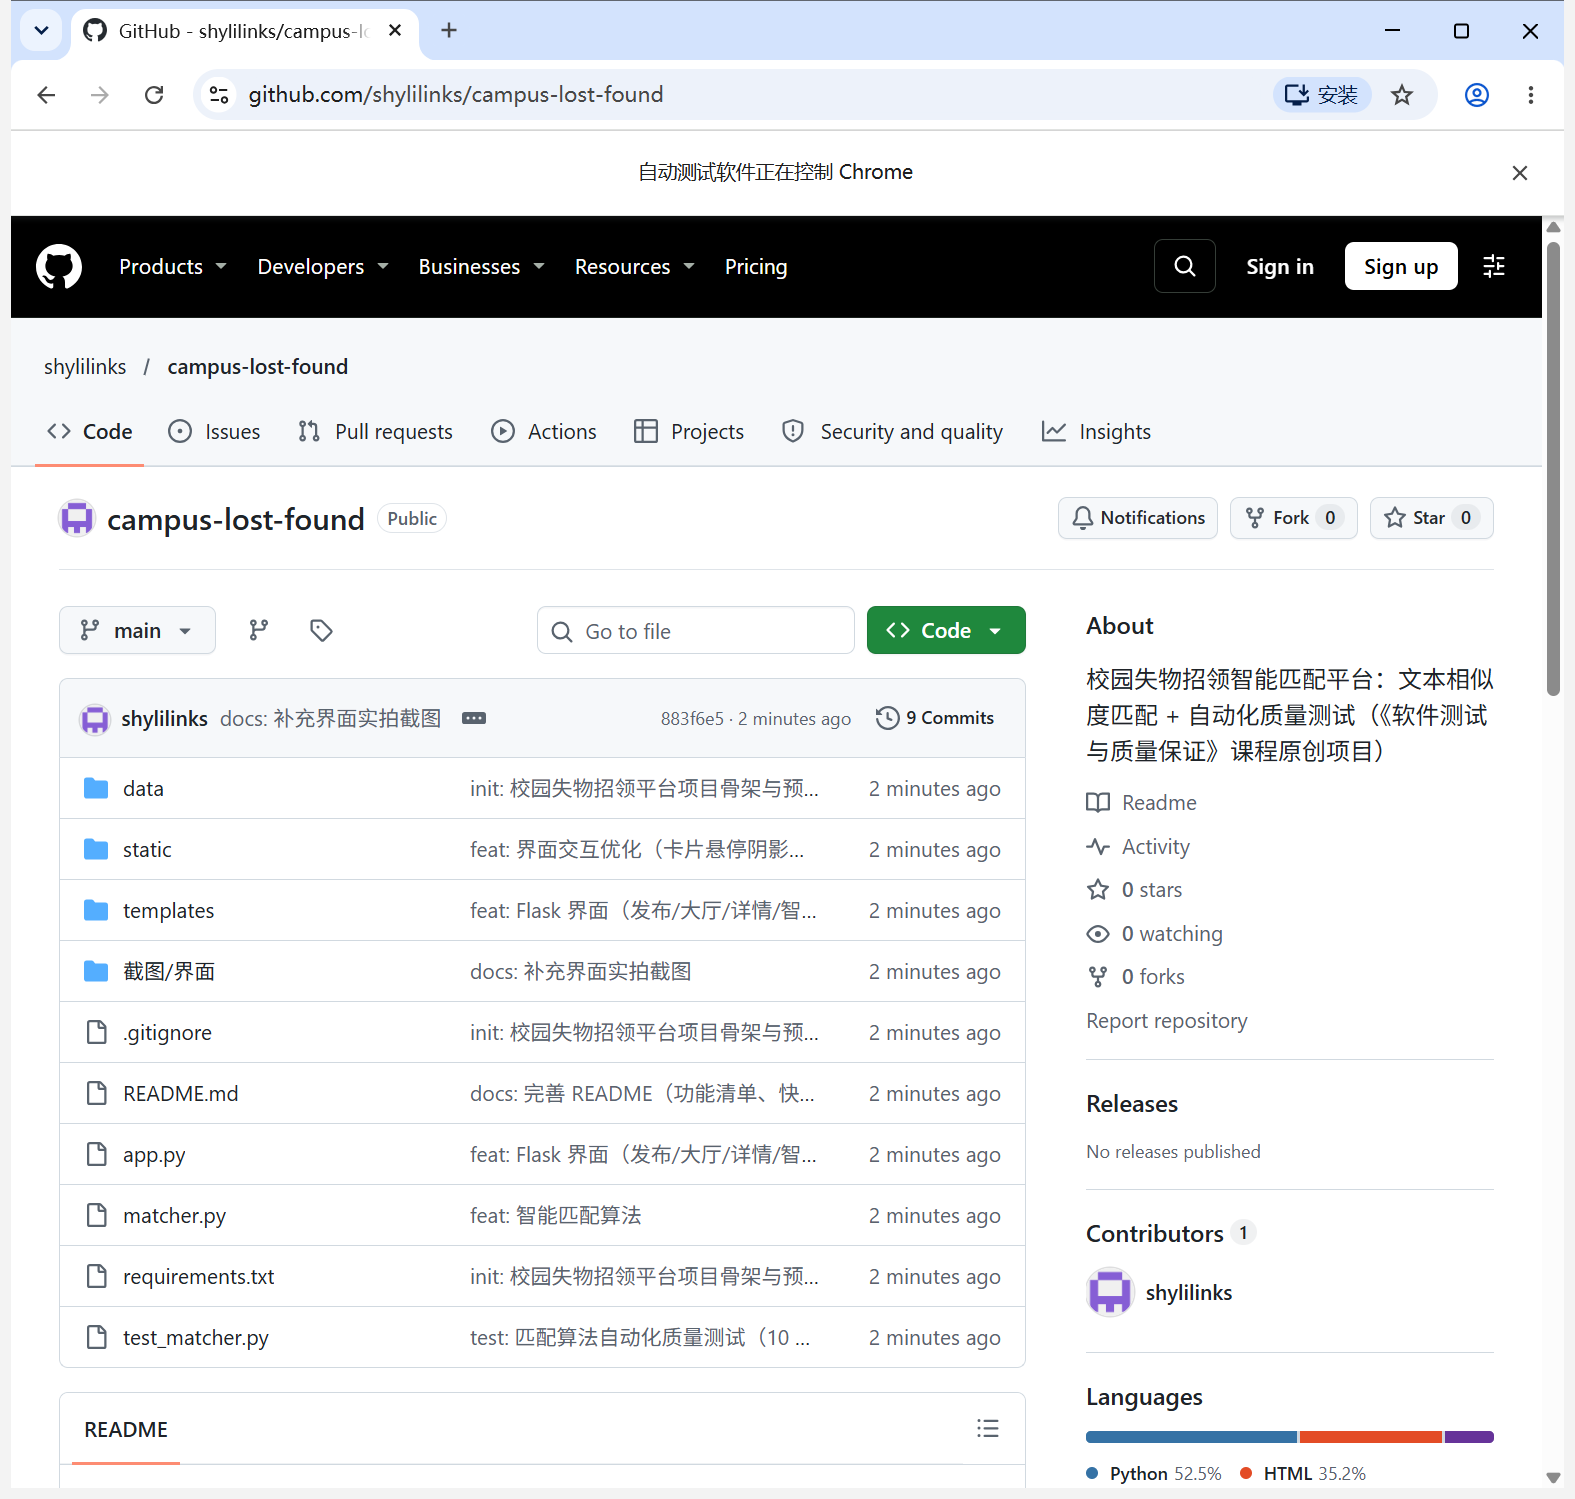 GitHub - shylilinks/campus-lo
github.com/shylilinks/campus-lost-found
安装
自动测试软件正在控制 Chrome
Products Developers Businesses Resources Pricing
Sign in
Sign up
shylilinks / campus-lost-found
Code Issues Pull requests Actions Projects Security and quality Insights
campus-lost-found Public
Notifications Fork 0 Star 0
main
Go to file
Code
shylilinks docs: 补充界面实拍截图 883f6e5 · 2 minutes ago 9 Commits
data init: 校园失物招领平台项目骨架与预... 2 minutes ago
static feat: 界面交互优化（卡片悬停阴影... 2 minutes ago
templates feat: Flask 界面（发布/大厅/详情/智... 2 minutes ago
截图/界面 docs: 补充界面实拍截图 2 minutes ago
.gitignore init: 校园失物招领平台项目骨架与预... 2 minutes ago
README.md docs: 完善 README（功能清单、快... 2 minutes ago
app.py feat: Flask 界面（发布/大厅/详情/智... 2 minutes ago
matcher.py feat: 智能匹配算法 2 minutes ago
requirements.txt init: 校园失物招领平台项目骨架与预... 2 minutes ago
test_matcher.py test: 匹配算法自动化质量测试（10 ... 2 minutes ago
README
About
校园失物招领智能匹配平台：文本相似
度匹配 + 自动化质量测试（《软件测试
与质量保证》课程原创项目）
Readme
Activity
0 stars
0 watching
0 forks
Report repository
Releases
No releases published
Contributors 1
shylilinks
Languages
Python 52.5% HTML 35.2%